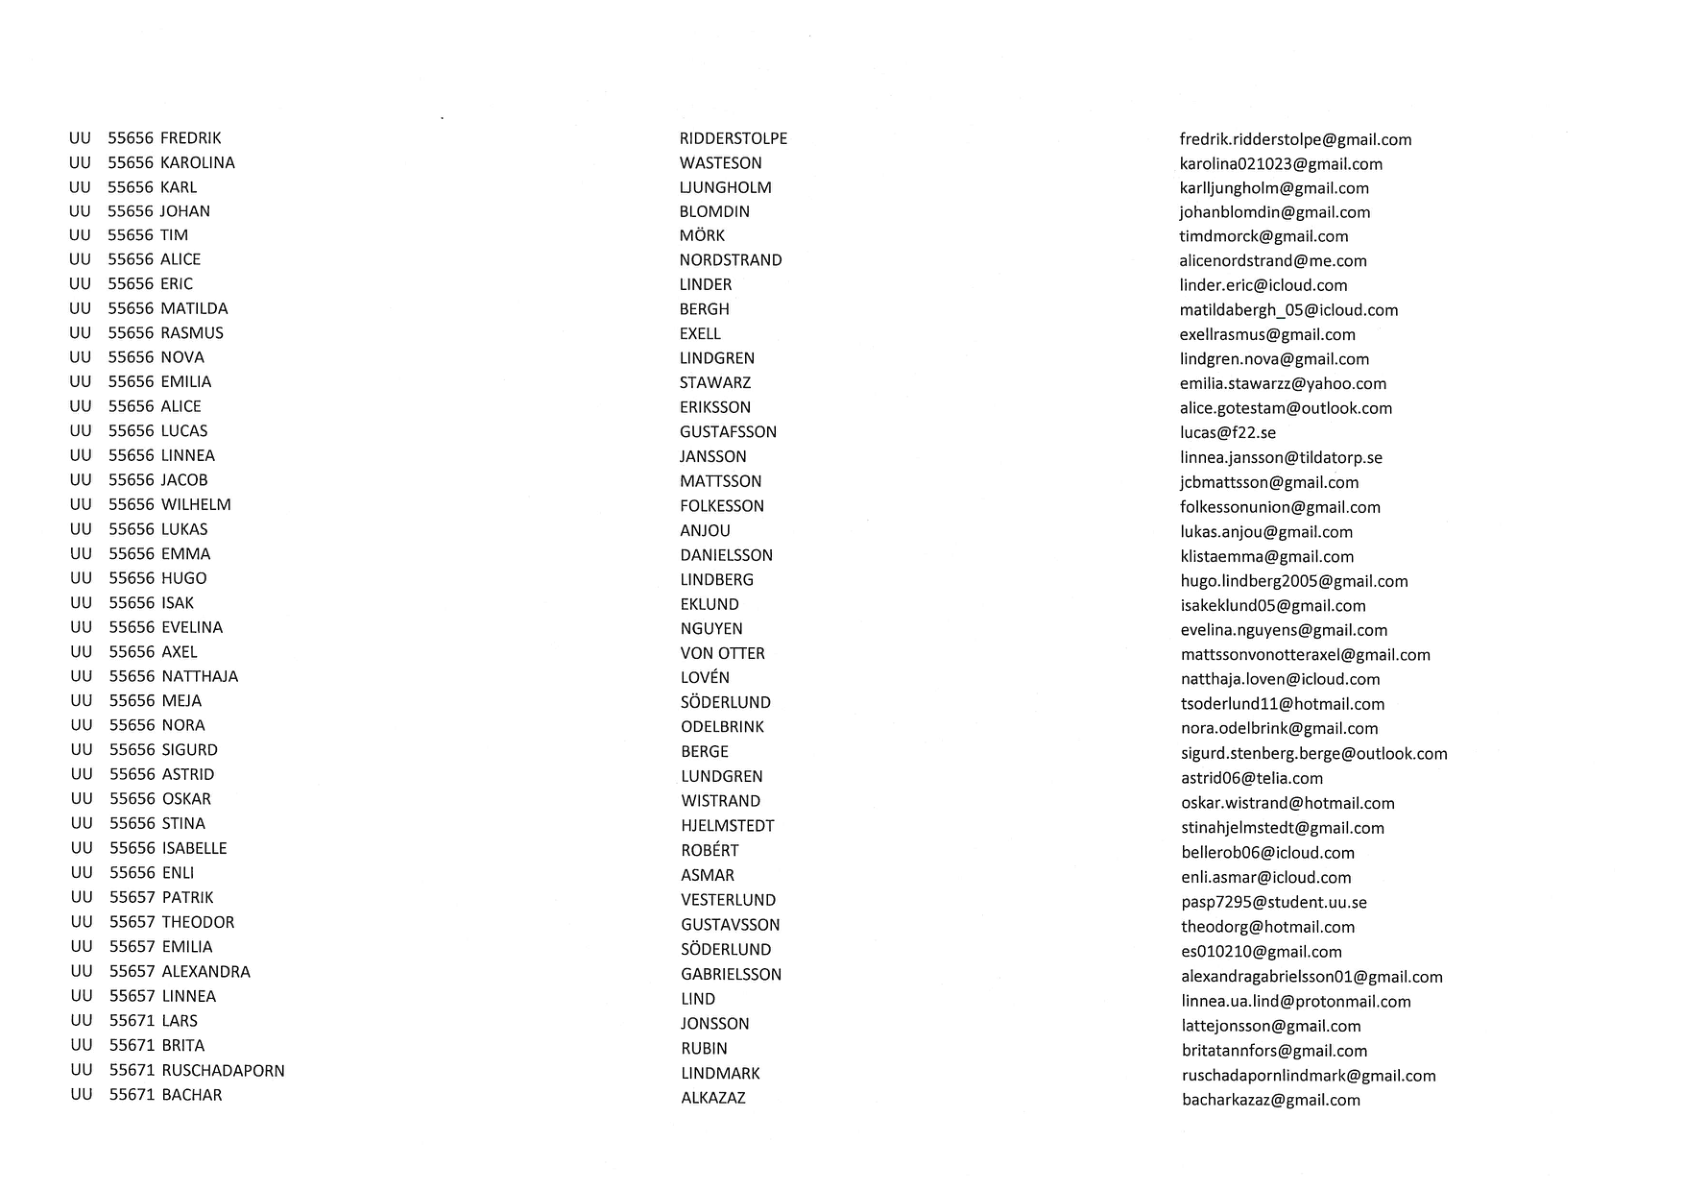 UU 55656 FREDRIK RIDDERSTOLPE fredrik.ridderstolpe@gmail.com
UU 55656 KAROLINA WASTESON karolina021023@gmail.com
UU 55656 KARL LJUNGHOLM karlljungholm@gmail.com
UU 55656 JOHAN BLOMDIN johanblomdin@gmail.com
UU 55656 TIM MÖRK timdmorck@gmail.com
UU 55656 ALICE NORDSTRAND alicenordstrand@me.com
UU 55656 ERIC LINDER linder.eric@icloud.com
UU 55656 MATILDA BERGH matildabergh_05@icloud.com
UU 55656 RASMUS EXELL exellrasmus@gmail.com
UU 55656 NOVA LINDGREN lindgren.nova@gmail.com
UU 55656 EMILIA STAWARZ emilia.stawarzz@yahoo.com
UU 55656 ALICE ERIKSSON alice.gotestam@outlook.com
UU 55656 LUCAS GUSTAFSSON lucas@f22.se
UU 55656 LINNEA JANSSON linnea.jansson@tildatorp.se
UU 55656 JACOB MATTSSON jcbmattsson@gmail.com
UU 55656 WILHELM FOLKESSON folkessonunion@gmail.com
UU 55656 LUKAS ANJOU lukas.anjou@gmail.com
UU 55656 EMMA DANIELSSON klistaemma@gmail.com
UU 55656 HUGO LINDBERG hugo.lindberg2005@gmail.com
UU 55656 ISAK EKLUND isakeklund05@gmail.com
UU 55656 EVELINA NGUYEN evelina.nguyens@gmail.com
UU 55656 AXEL VON OTTER mattssonvonotteraxel@gmail.com
UU 55656 NATTHAJA LOVÉN natthaja.loven@icloud.com
UU 55656 MEJA SÖDERLUND tsoderlund11@hotmail.com
UU 55656 NORA ODELBRINK nora.odelbrink@gmail.com
UU 55656 SIGURD BERGE sigurd.stenberg.berge@outlook.com
UU 55656 ASTRID LUNDGREN astrid06@telia.com
UU 55656 OSKAR WISTRAND oskar.wistrand@hotmail.com
UU 55656 STINA HJELMSTEDT stinahjelmstedt@gmail.com
UU 55656 ISABELLE ROBÉRT bellerob06@icloud.com
UU 55656 ENLI ASMAR enli.asmar@icloud.com
UU 55657 PATRIK VESTERLUND pasp7295@student.uu.se
UU 55657 THEODOR GUSTAVSSON theodorg@hotmail.com
UU 55657 EMILIA SÖDERLUND es010210@gmail.com
UU 55657 ALEXANDRA GABRIELSSON alexandragabrielsson01@gmail.com
UU 55657 LINNEA LIND linnea.ua.lind@protonmail.com
UU 55671 LARS JONSSON lattejonsson@gmail.com
UU 55671 BRITA RUBIN britatannfors@gmail.com
UU 55671 RUSCHADAPORN LINDMARK ruschadapornlindmark@gmail.com
UU 55671 BACHAR ALKAZAZ bacharkazaz@gmail.com